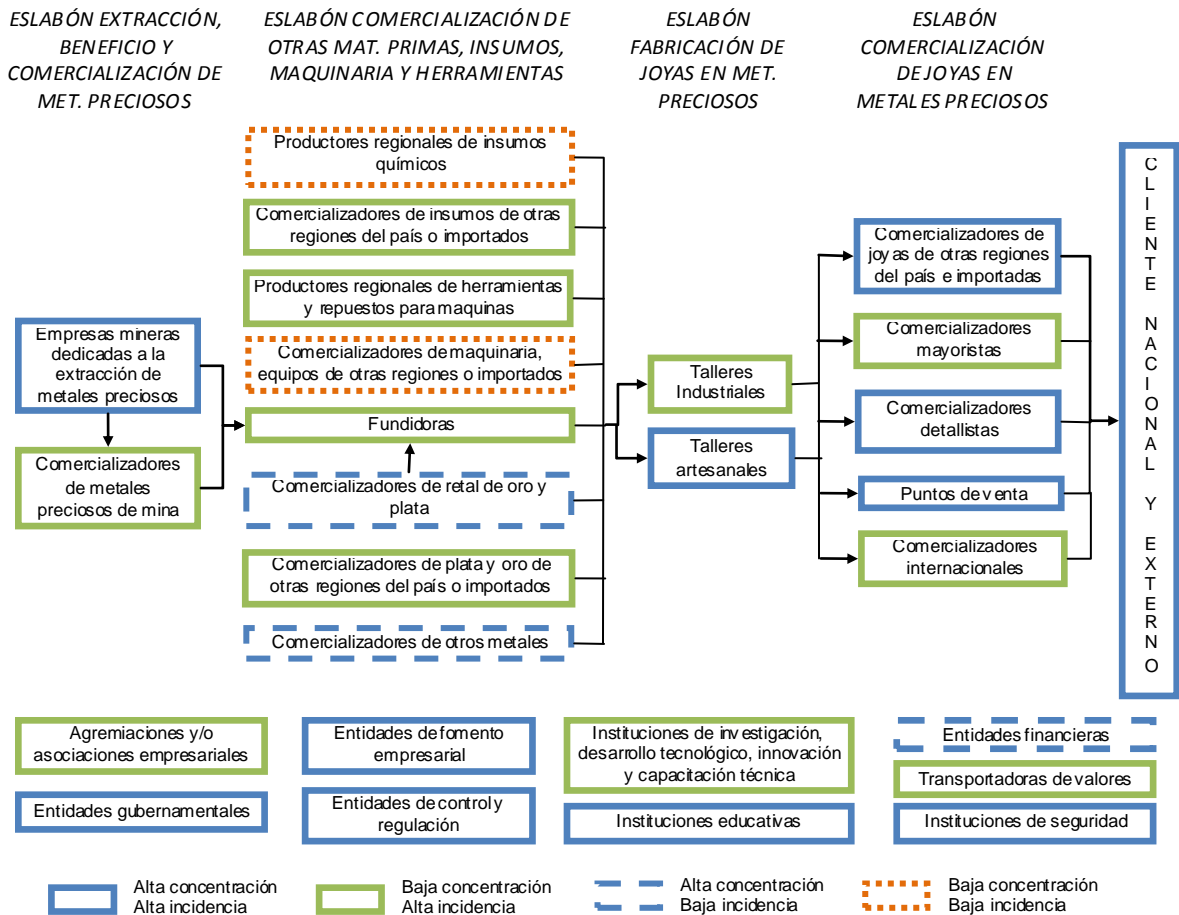 ESLABÓN EXTRACCIÓN,
BENEFICIO Y
COMERCIALIZACIÓN DE
MET. PRECIOSOS
ESLABÓN COMERCIALIZACIÓN DE
OTRAS MAT. PRIMAS, INSUMOS,
MAQUINARIA Y HERRAMIENTAS
ESLABÓN
FABRICACIÓN DE
JOYAS EN MET.
PRECIOSOS
ESLABÓN
COMERCIALIZACIÓN
DE JOYAS EN
METALES PRECIOSOS
Empresas mineras
dedicadas a la
extracción de
metales preciosos
Comercializadores
de metales
preciosos de mina
Productores regionales de insumos
químicos
Comercializadores de insumos de otras
regiones del país o importados
Productores regionales de herramientas
y repuestos para maquinas
Comercializadores de maquinaria,
equipos de otras regiones o importados
Fundidoras
Comercializadores de retal de oro y
plata
Comercializadores de plata y oro de
otras regiones del país o importados
Comercializadores de otros metales
Talleres
Industriales
Talleres
artesanales
Comercializadores de
joyas de otras regiones
del país e importadas
Comercializadores
mayoristas
Comercializadores
detallistas
Puntos de venta
Comercializadores
internacionales
CLIENTE NACIONAL Y EXTERNO
Agremiaciones y/o
asociaciones empresariales
Entidades de fomento
empresarial
Instituciones de investigación,
desarrollo tecnológico, innovación
y capacitación técnica
Entidades financieras
Transportadoras de valores
Entidades gubernamentales
Entidades de control y
regulación
Instituciones educativas
Instituciones de seguridad
Alta concentración
Alta incidencia
Baja concentración
Alta incidencia
Alta concentración
Baja incidencia
Baja concentración
Baja incidencia